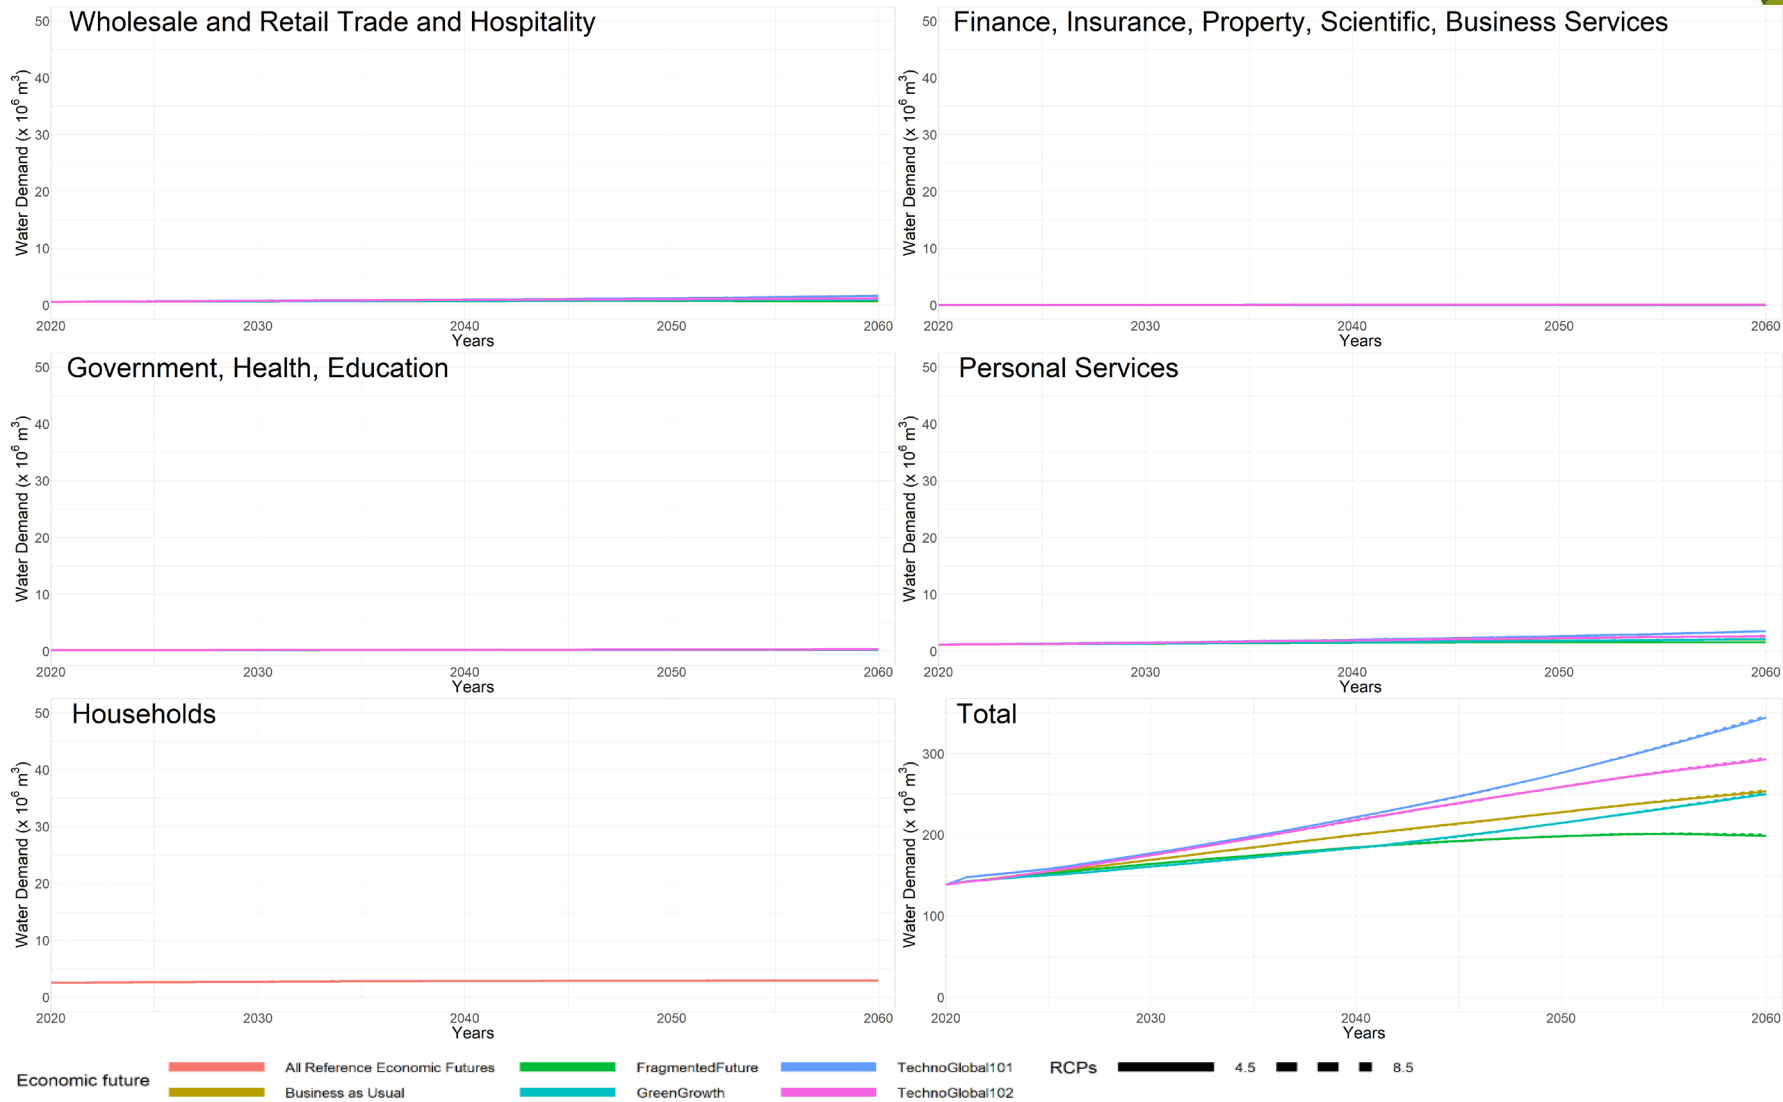 Wholesale and Retail Trade and Hospitality
Water Demand (x 10⁶ m³)
50
40
30
20
10
0
2020 2030 2040 2050 2060
Years
Finance, Insurance, Property, Scientific, Business Services
Water Demand (x 10⁶ m³)
50
40
30
20
10
0
2020 2030 2040 2050 2060
Years
Government, Health, Education
Water Demand (x 10⁶ m³)
50
40
30
20
10
0
2020 2030 2040 2050 2060
Years
Personal Services
Water Demand (x 10⁶ m³)
50
40
30
20
10
0
2020 2030 2040 2050 2060
Years
Households
Water Demand (x 10⁶ m³)
50
40
30
20
10
0
2020 2030 2040 2050 2060
Years
Total
Water Demand (x 10⁶ m³)
300
200
100
0
2020 2030 2040 2050 2060
Years
Economic future
All Reference Economic Futures
Business as Usual
FragmentedFuture
GreenGrowth
TechnoGlobal101
TechnoGlobal102
RCPs
4.5
8.5